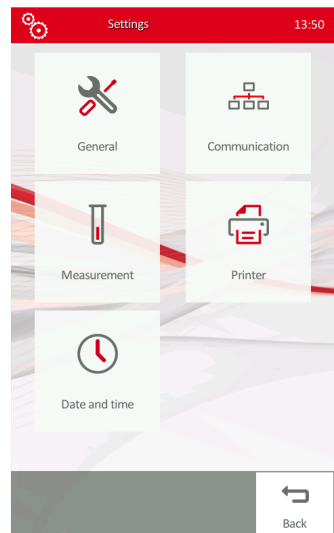 Settings 13:50
General Communication
Measurement Printer
Date and time
Back